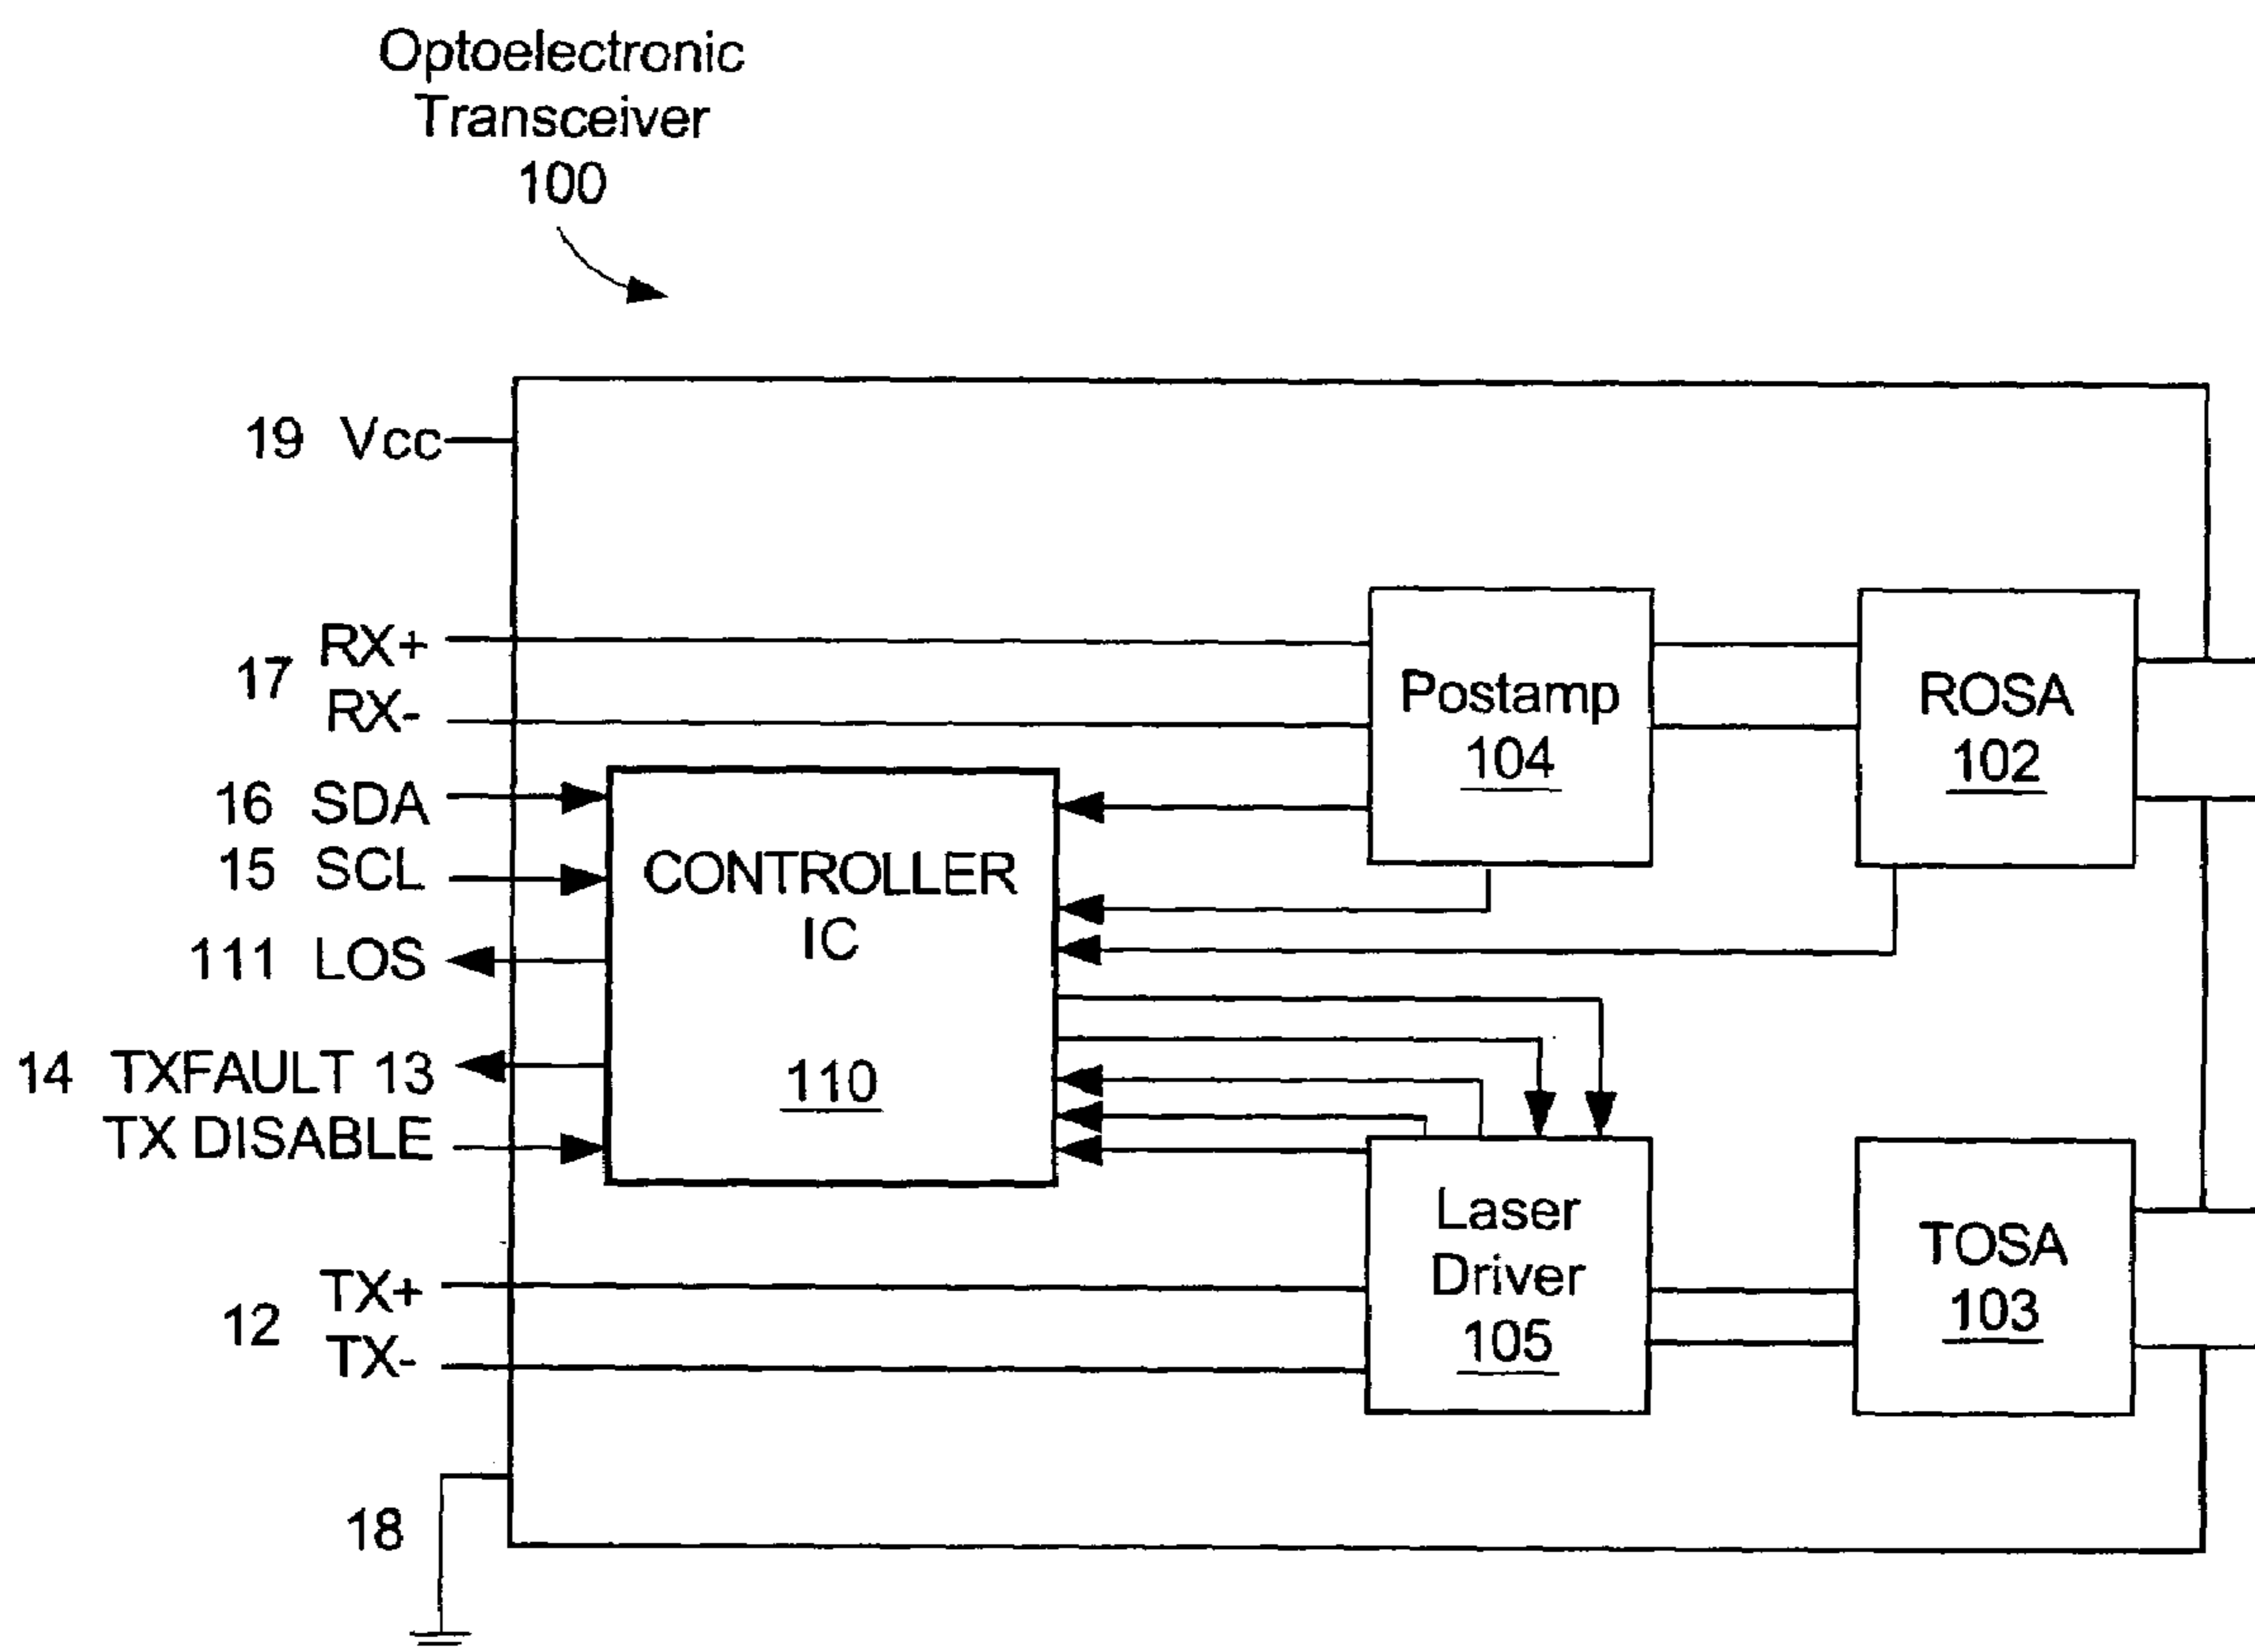 Optoelectronic
Transceiver
100
19 Vcc
17 RX+
RX-
16 SDA
15 SCL
111 LOS
14 TXFAULT 13
TX DISABLE
12 TX+
TX-
18
CONTROLLER
IC
110
Postamp
104
ROSA
102
Laser
Driver
105
TOSA
103